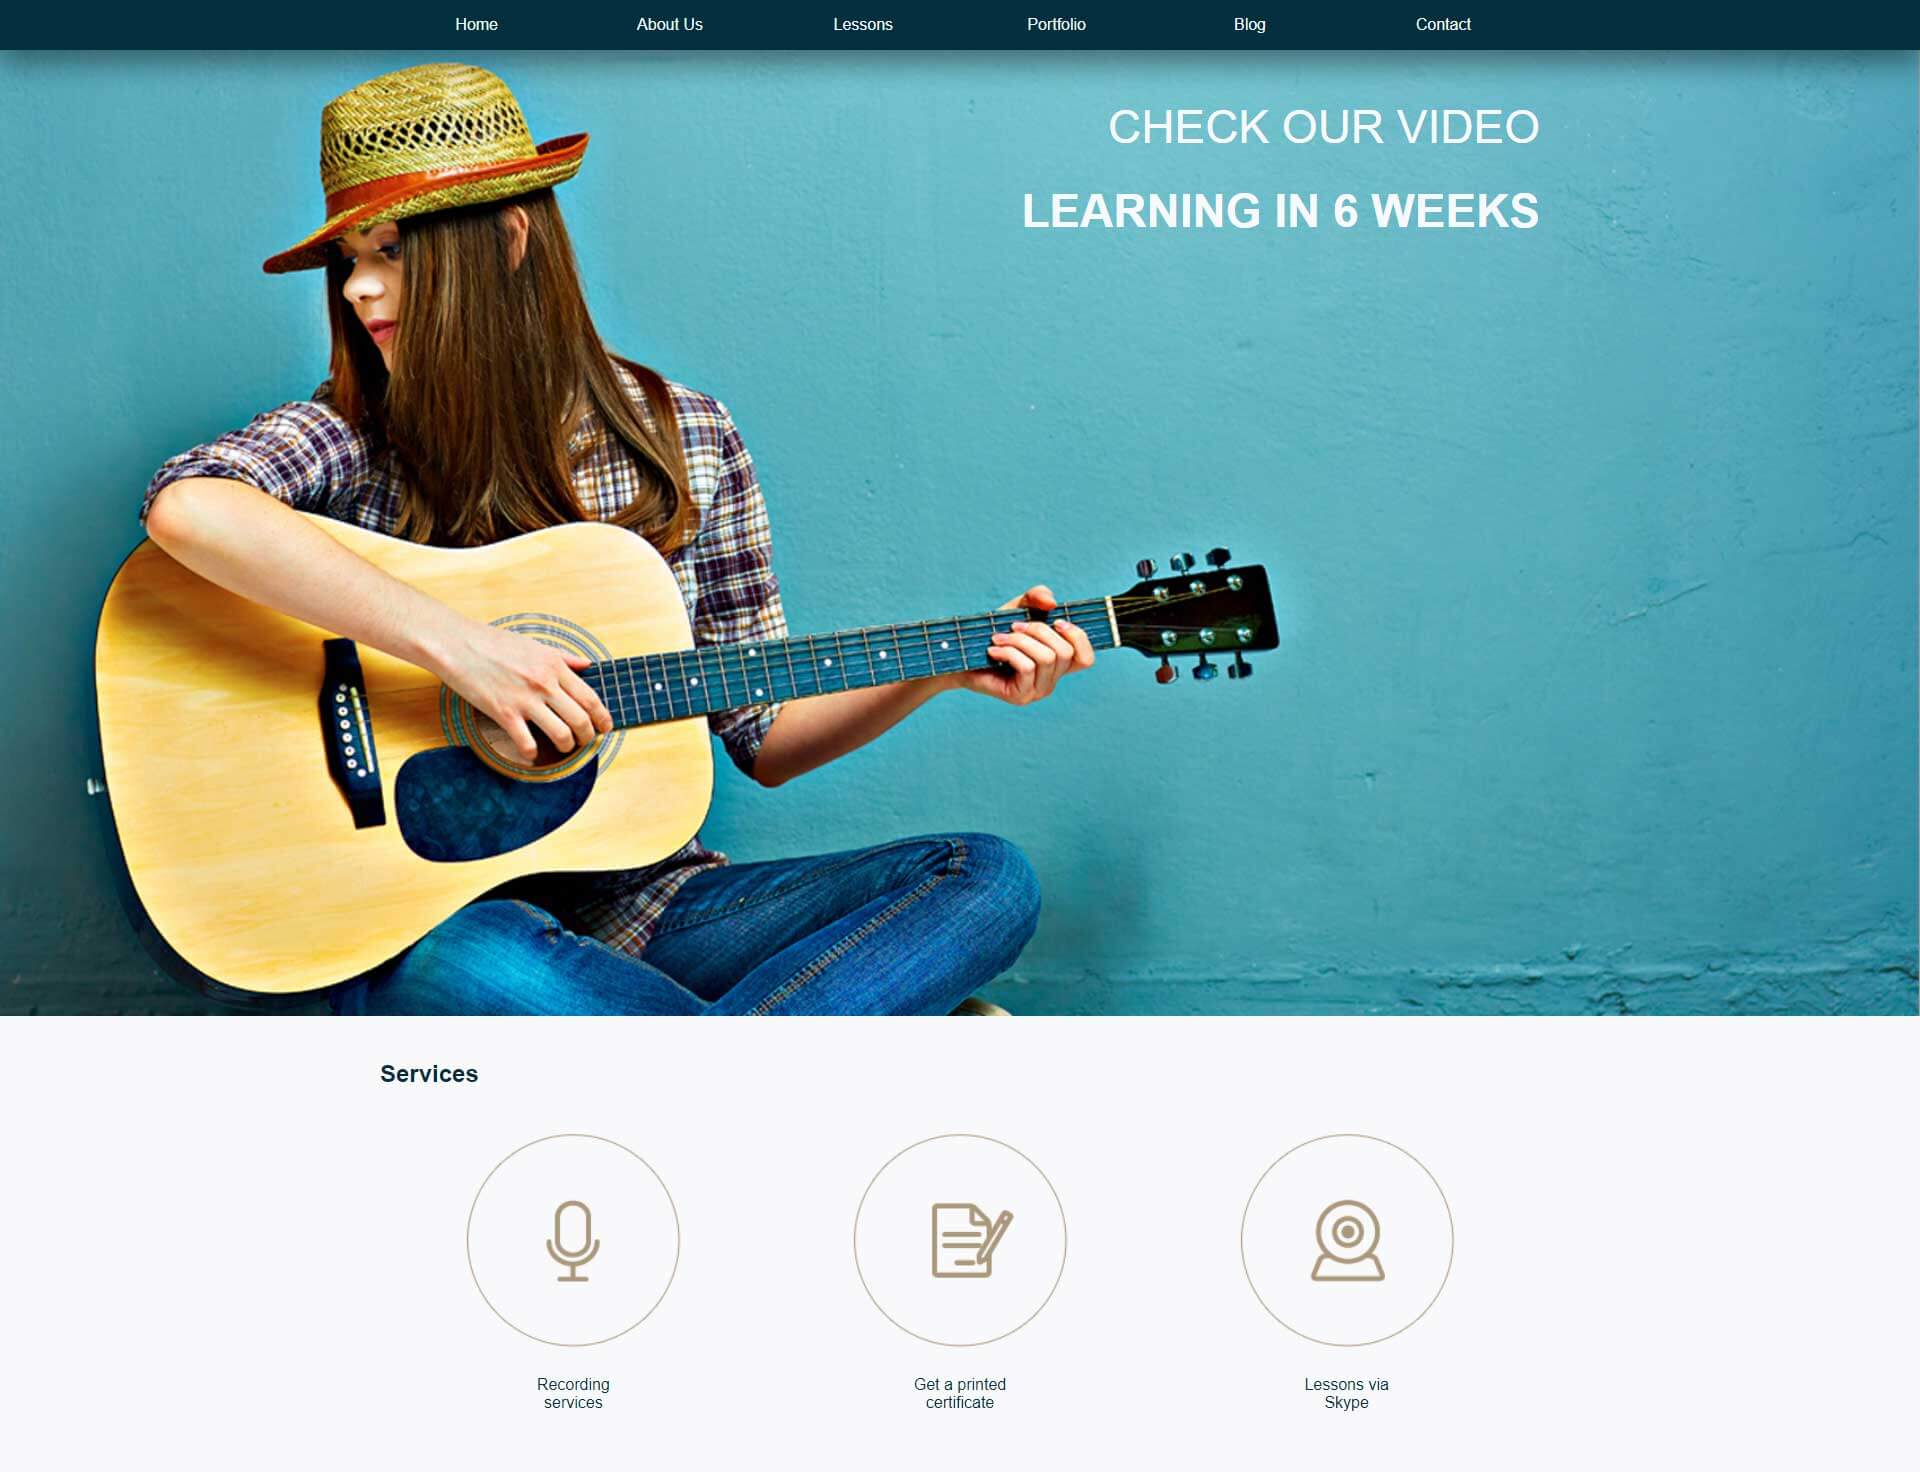 Home
About Us
Lessons
Portfolio
Blog
Contact
CHECK OUR VIDEO
LEARNING IN 6 WEEKS
Services
Recording
services
Get a printed
certificate
Lessons via
Skype